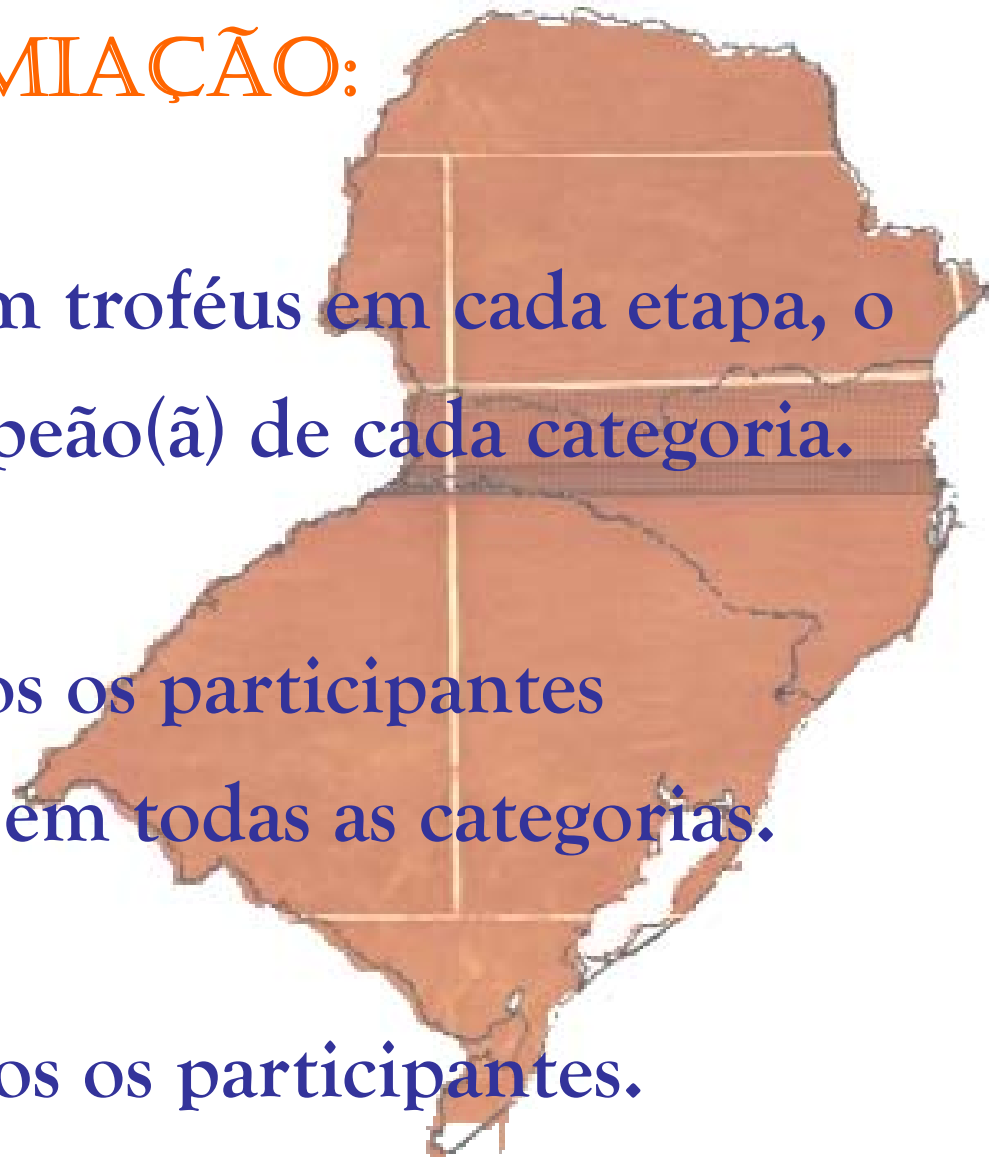 MIAÇÃO:
m troféus em cada etapa, o
peão(ã) de cada categoria.
os os participantes
em todas as categorias.
os os participantes.